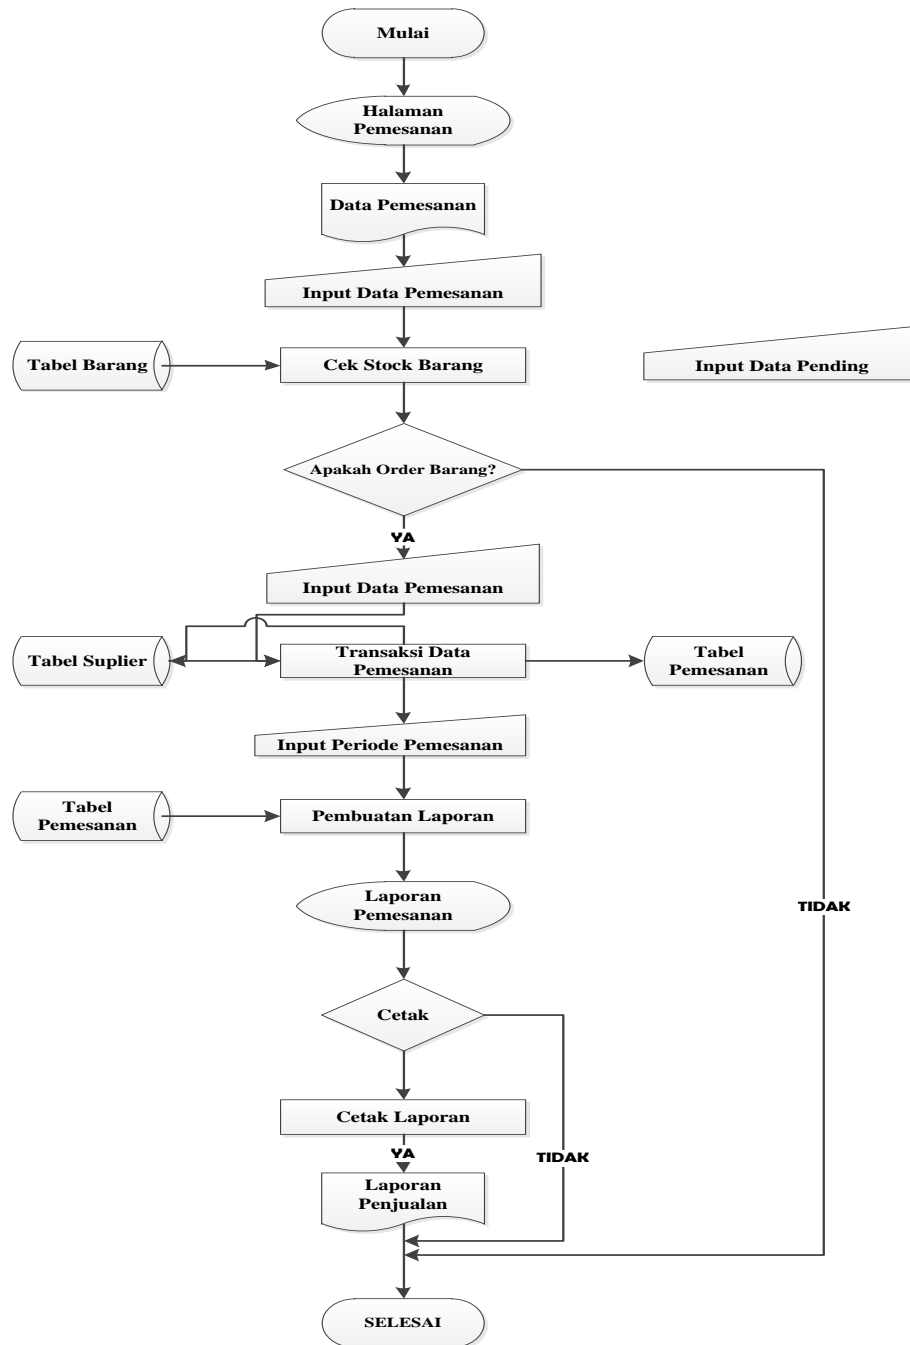 Mulai
Halaman
Pemesanan
Data Pemesanan
Input Data Pemesanan
Tabel Barang
Cek Stock Barang
Input Data Pending
Apakah Order Barang?
YA
Input Data Pemesanan
Tabel Suplier
Transaksi Data
Pemesanan
Tabel
Pemesanan
Input Periode Pemesanan
Tabel
Pemesanan
Pembuatan Laporan
Laporan
Pemesanan
TIDAK
Cetak
Cetak Laporan
YA
TIDAK
Laporan
Penjualan
SELESAI